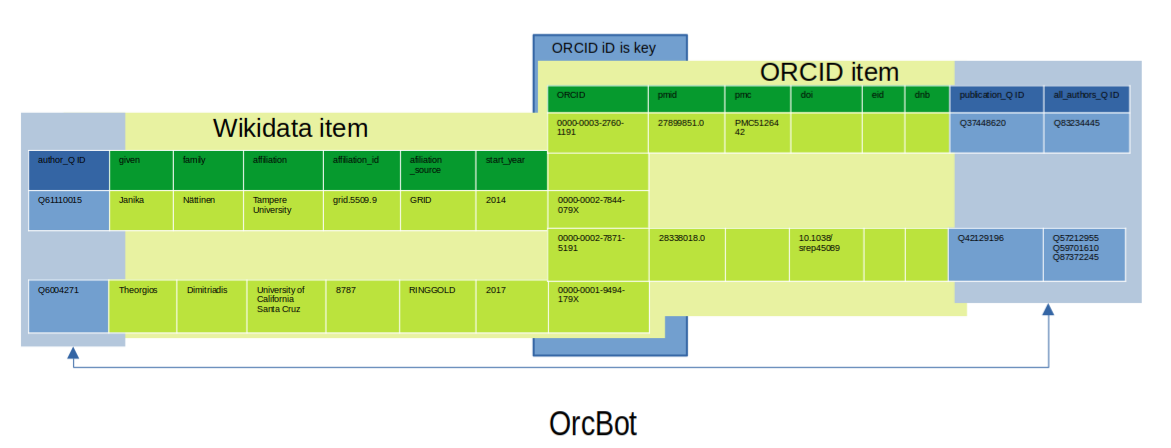 ORCID iD is key
ORCID item
ORCID pmid pmc doi eid dnb publication_Q ID all_authors_Q ID
0000-0003-2760-
1191
27899851.0
PMC51264
42
Q37448620
Q83234445
Wikidata item
author_Q ID given family affiliation affiliation_id
afiliation
_source
start_year
Q61110015 Janika Nättinen
Tampere
University
grid.5509.9 GRID 2014
0000-0002-7844-
079X
0000-0002-7871-
5191
28338018.0
10.1038/
srep45089
Q42129196
Q57212955
Q59701610
Q87372245
Q6004271 Theorgios Dimitriadis
University of
California
Santa Cruz
8787 RINGGOLD 2017
0000-0001-9494-
179X
OrcBot